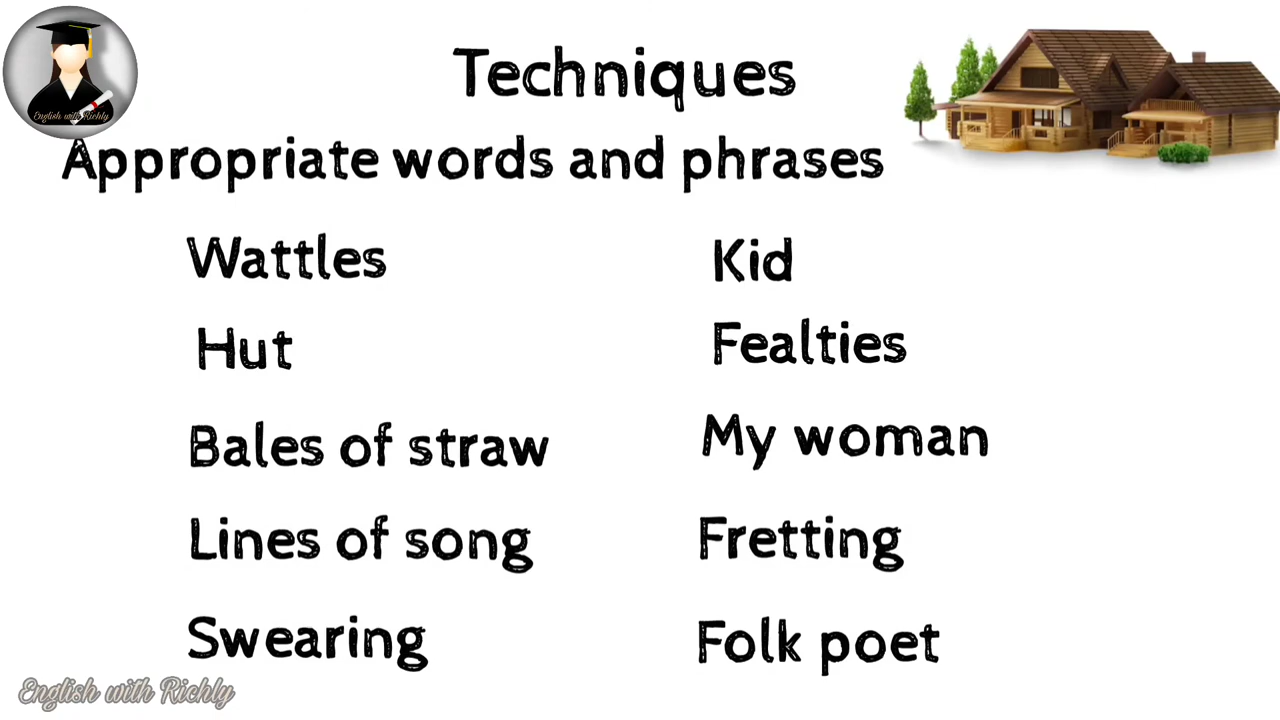 English with Richly
Techniques
Appropriate words and phrases
Wattles
Hut
Bales of straw
Lines of song
Swearing
Kid
Fealties
My woman
Fretting
Folk poet
English with Richly